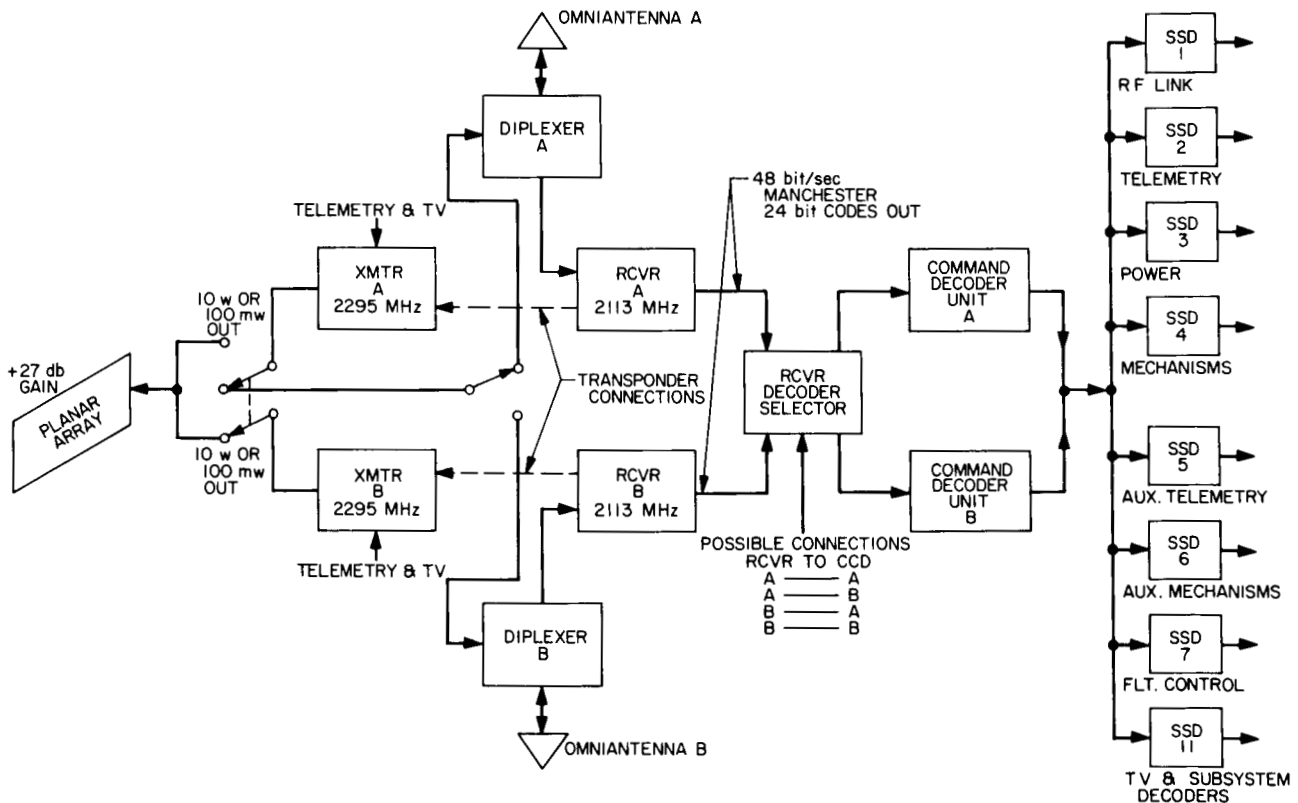 OMNIANTENNA A
DIPLEXER
A
TELEMETRY & TV
XMTR
A
2295 MHz
RCVR
A
2113 MHz
48 bit/sec
MANCHESTER
24 bit CODES OUT
10 w OR
100 mw
OUT
+27 db
GAIN
PLANAR
ARRAY
10 w OR
100 mw
OUT
TRANSPONDER
CONNECTIONS
XMTR
B
2295 MHz
TELEMETRY & TV
RCVR
B
2113 MHz
DIPLEXER
B
OMNIANTENNA B
RCVR
DECODER
SELECTOR
POSSIBLE CONNECTIONS
RCVR TO CCD
A —— A
A —— B
B —— A
B —— B
COMMAND
DECODER
UNIT
A
COMMAND
DECODER
UNIT
B
SSD
1
RF LINK
SSD
2
TELEMETRY
SSD
3
POWER
SSD
4
MECHANISMS
SSD
5
AUX. TELEMETRY
SSD
6
AUX. MECHANISMS
SSD
7
FLT. CONTROL
SSD
11
TV & SUBSYSTEM
DECODERS